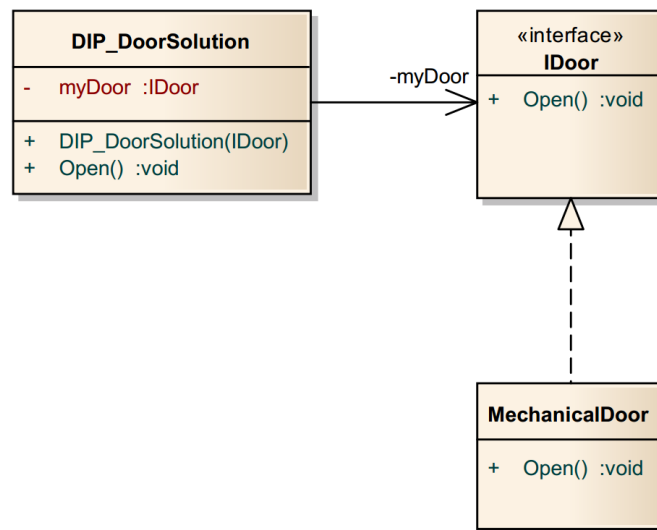 DIP_DoorSolution
- myDoor :IDoor
+ DIP_DoorSolution(IDoor)
+ Open() :void
-myDoor
«interface»
IDoor
+ Open() :void
MechanicalDoor
+ Open() :void